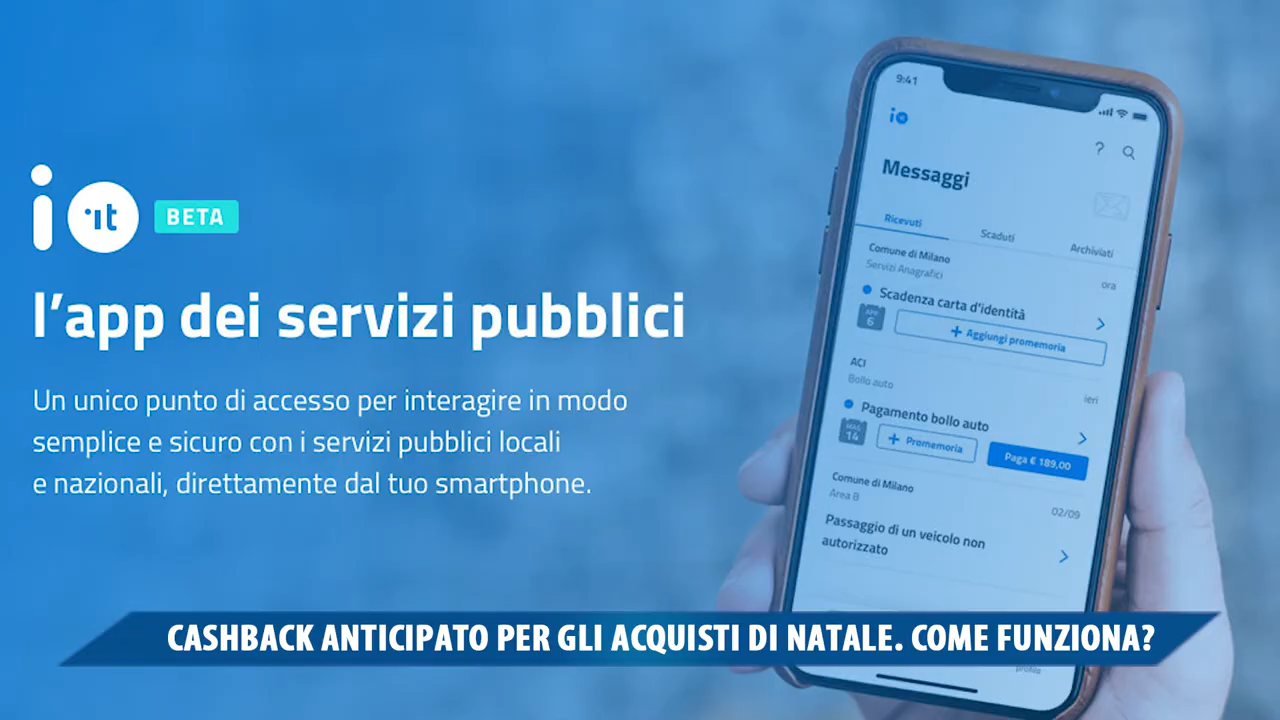 io
it
BETA
l'app dei servizi pubblici
Un unico punto di accesso per interagire in modo
semplice e sicuro con i servizi pubblici locali
e nazionali, direttamente dal tuo smartphone.
9:41
io
?
Messaggi
Ricevuti
Scaduti
Archiviati
Comune di Milano
Servizi Anagrafici
ora
Scadenza carta d'identità
APR
6
+ Aggiungi promemoria
ACI
Bollo auto
ieri
Pagamento bollo auto
MAG
14
+ Promemoria
Paga € 189,00
Comune di Milano
Area B
02/09
Passaggio di un veicolo non
autorizzato
CASHBACK ANTICIPATO PER GLI ACQUISTI DI NATALE. COME FUNZIONA?
profilo